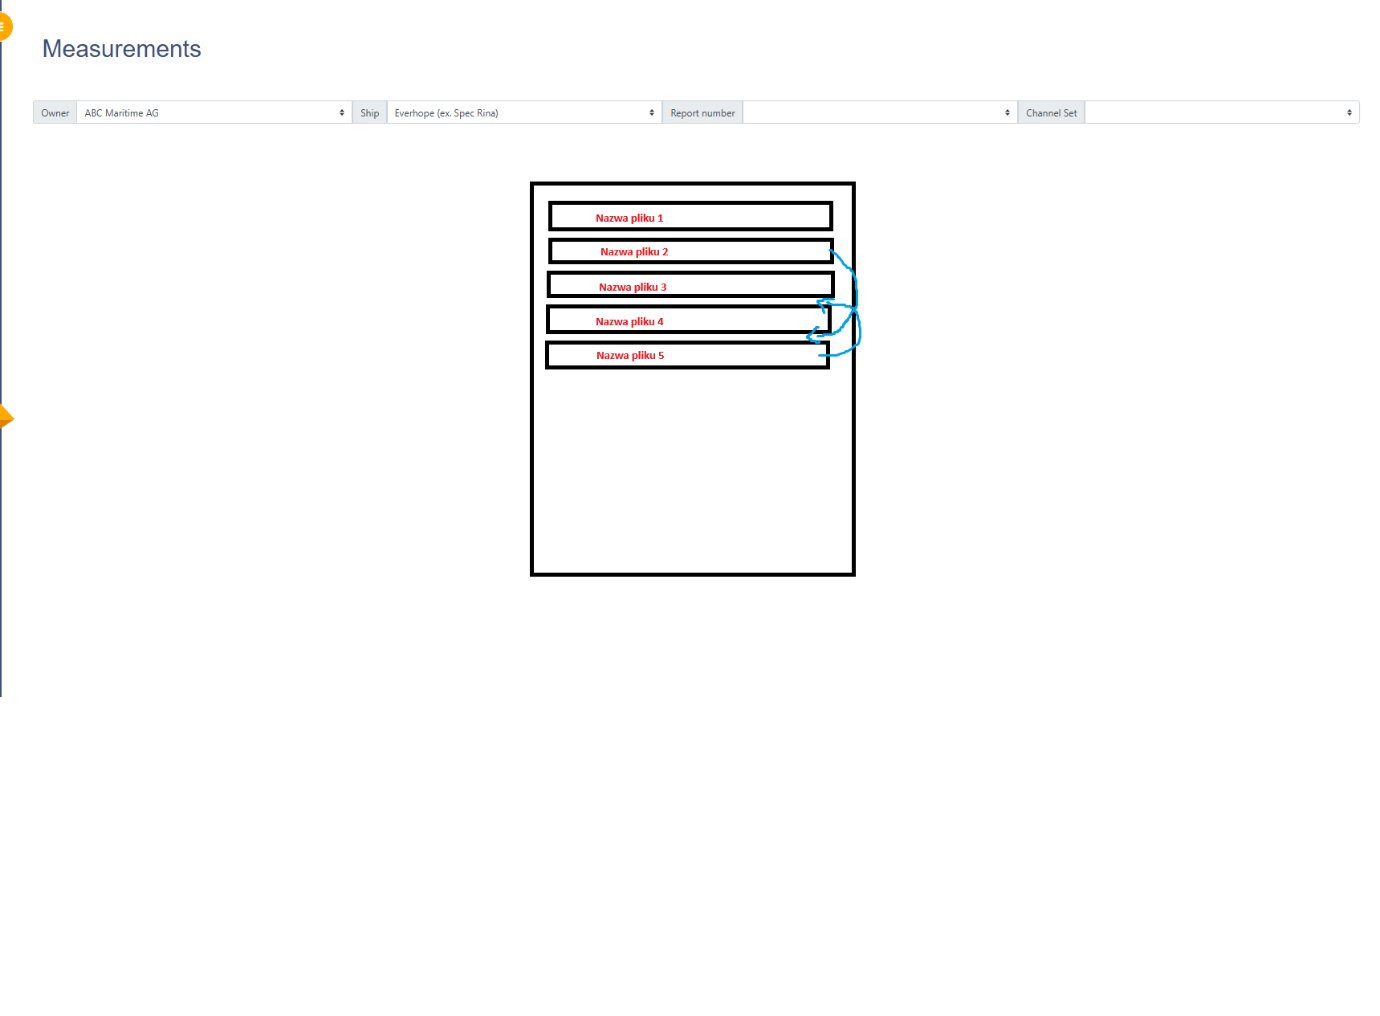 Measurements
Owner ABC Maritime AG Ship Everhope (ex. Spec Rina) Report number Channel Set
Nazwa pliku 1
Nazwa pliku 2
Nazwa pliku 3
Nazwa pliku 4
Nazwa pliku 5